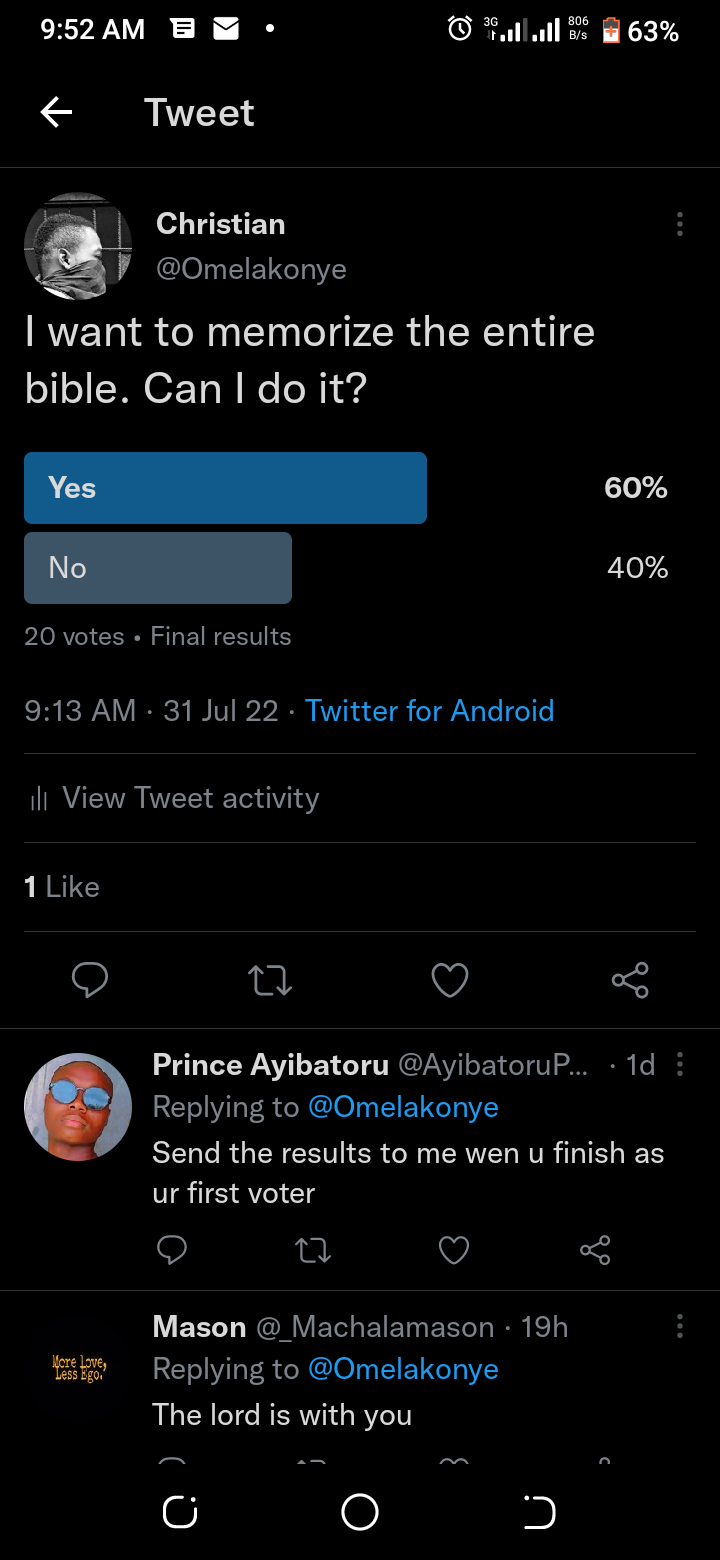 9:52 AM
3G
806
B/s
63%
Tweet
Christian
@Omelakonye
I want to memorize the entire
bible. Can I do it?
Yes 60%
No 40%
20 votes • Final results
9:13 AM · 31 Jul 22 · Twitter for Android
View Tweet activity
1 Like
Prince Ayibatoru @AyibatoruP... · 1d
Replying to @Omelakonye
Send the results to me wen u finish as
ur first voter
More Love,
Less Ego.
Mason @_Machalamason · 19h
Replying to @Omelakonye
The lord is with you